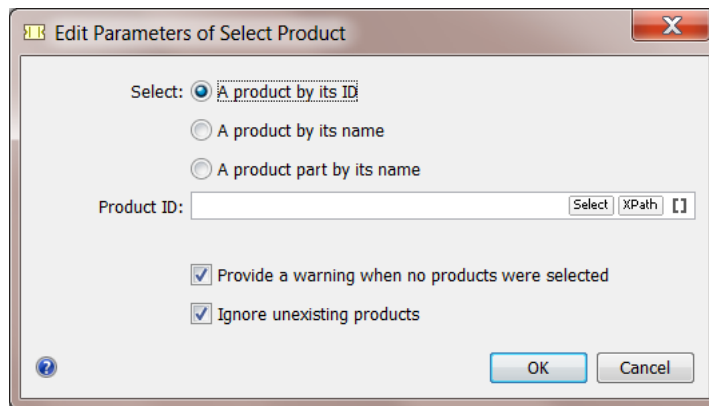 Edit Parameters of Select Product
Select: A product by its ID
A product by its name
A product part by its name
Product ID: Select XPath []
Provide a warning when no products were selected
Ignore unexisting products
OK Cancel